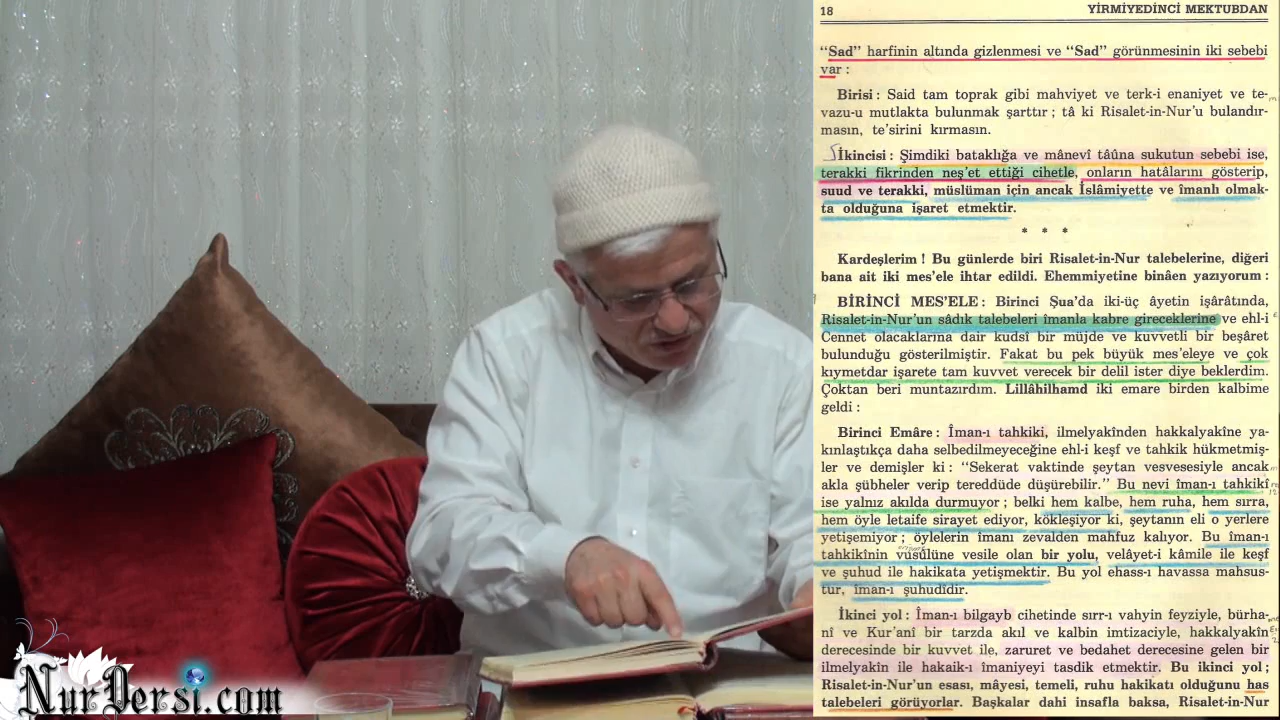 18 YİRMİYEDİNCİ MEKTUBDAN
“Sad” harfinin altında gizlenmesi ve “Sad” görünmesinin iki sebebi
var :
Birisi : Said tam toprak gibi mahviyet ve terk-i enaniyet ve te-
vazu-u mutlakta bulunmak şarttır ; tâ ki Risalet-in-Nur’u bulandır-
masın, te’sirini kırmasın.
İkincisi : Şimdiki bataklığa ve mânevî tâûna sukutun sebebi ise,
terakki fikrinden neş’et ettiği cihetle, onların hatâlarını gösterip,
suud ve terakki, müslüman için ancak İslâmiyette ve îmanlı olmak-
ta olduğuna işaret etmektir.
* * *
Kardeşlerim ! Bu günlerde biri Risalet-in-Nur talebelerine, diğeri
bana ait iki mes’ele ihtar edildi. Ehemmiyetine binâen yazıyorum :
BİRİNCİ MES’ELE : Birinci Şua’da iki-üç âyetin işârâtında,
Risalet-in-Nur’un sâdık talebeleri îmanla kabre gireceklerine ve ehl-i
Cennet olacaklarına dair kudsî bir müjde ve kuvvetli bir beşâret
bulunduğu gösterilmiştir. Fakat bu pek büyük mes’eleye ve çok
kıymetdar işarete tam kuvvet verecek bir delil ister diye beklerdim.
Çoktan beri muntazırdım. Lillâhilhamd iki emare birden kalbime
geldi :
Birinci Emâre : Îman-ı tahkiki, ilmelyakînden hakkalyakîne ya-
kınlaştıkça daha selbedilmeyeceğine ehl-i keşf ve tahkik hükmetmiş-
ler ve demişler ki : “Sekerat vaktinde şeytan vesvesesiyle ancak
akla şübheler verip tereddüde düşürebilir.” Bu nevi îman-ı tahkikî
ise yalnız akılda durmuyor ; belki hem kalbe, hem ruha, hem sırra,
hem öyle letaife sirayet ediyor, kökleşiyor ki, şeytanın eli o yerlere
yetişemiyor ; öylelerin îmanı zevalden mahfuz kalıyor. Bu îman-ı
tahkikînin vusûlüne vesile olan bir yolu, velâyet-i kâmile ile keşf
ve şuhud ile hakikata yetişmektir. Bu yol ehass-ı havassa mahsus-
tur, îman-ı şuhudîdir.
İkinci yol : Îman-ı bilgayb cihetinde sırr-ı vahyin feyziyle, bürha-
nî ve Kur’anî bir tarzda akıl ve kalbin imtizaciyle, hakkalyakîn
derecesinde bir kuvvet ile, zaruret ve bedahet derecesine gelen bir
ilmelyakîn ile hakaik-ı îmaniyeyi tasdik etmektir. Bu ikinci yol ;
Risalet-in-Nur’un esası, mâyesi, temeli, ruhu hakikatı olduğunu has
talebeleri görüyorlar. Başkalar dahi insafla baksa, Risalet-in-Nur
NurDersi.com